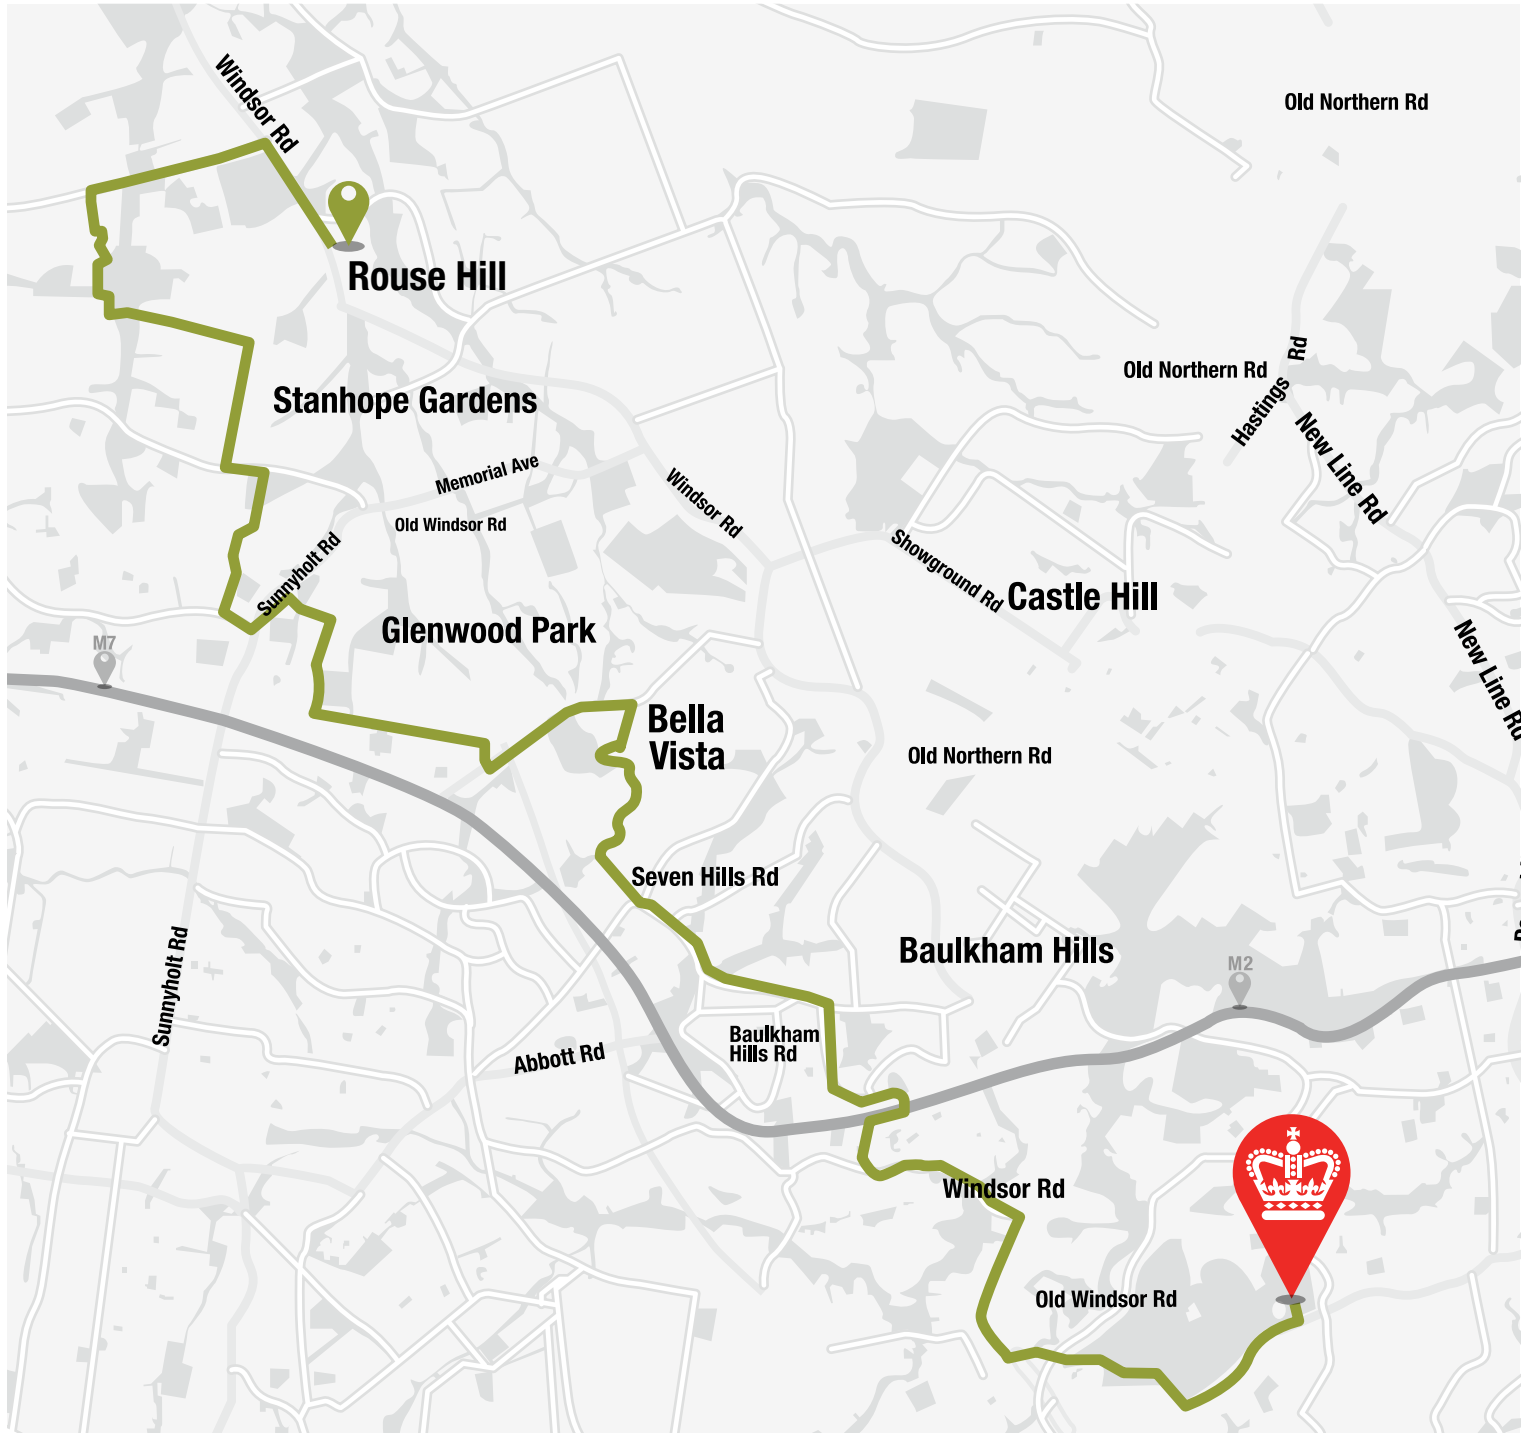 Windsor Rd
Old Northern Rd
Rouse Hill
Old Northern Rd
Hastings Rd
Stanhope Gardens
New Line Rd
Memorial Ave
Windsor Rd
Old Windsor Rd
Sunnyholt Rd
Showground Rd
Castle Hill
Glenwood Park
M7
New Line Rd
Bella
Vista
Old Northern Rd
Seven Hills Rd
Sunnyholt Rd
Baulkham Hills
M2
Baulkham
Hills Rd
Abbott Rd
Windsor Rd
Old Windsor Rd